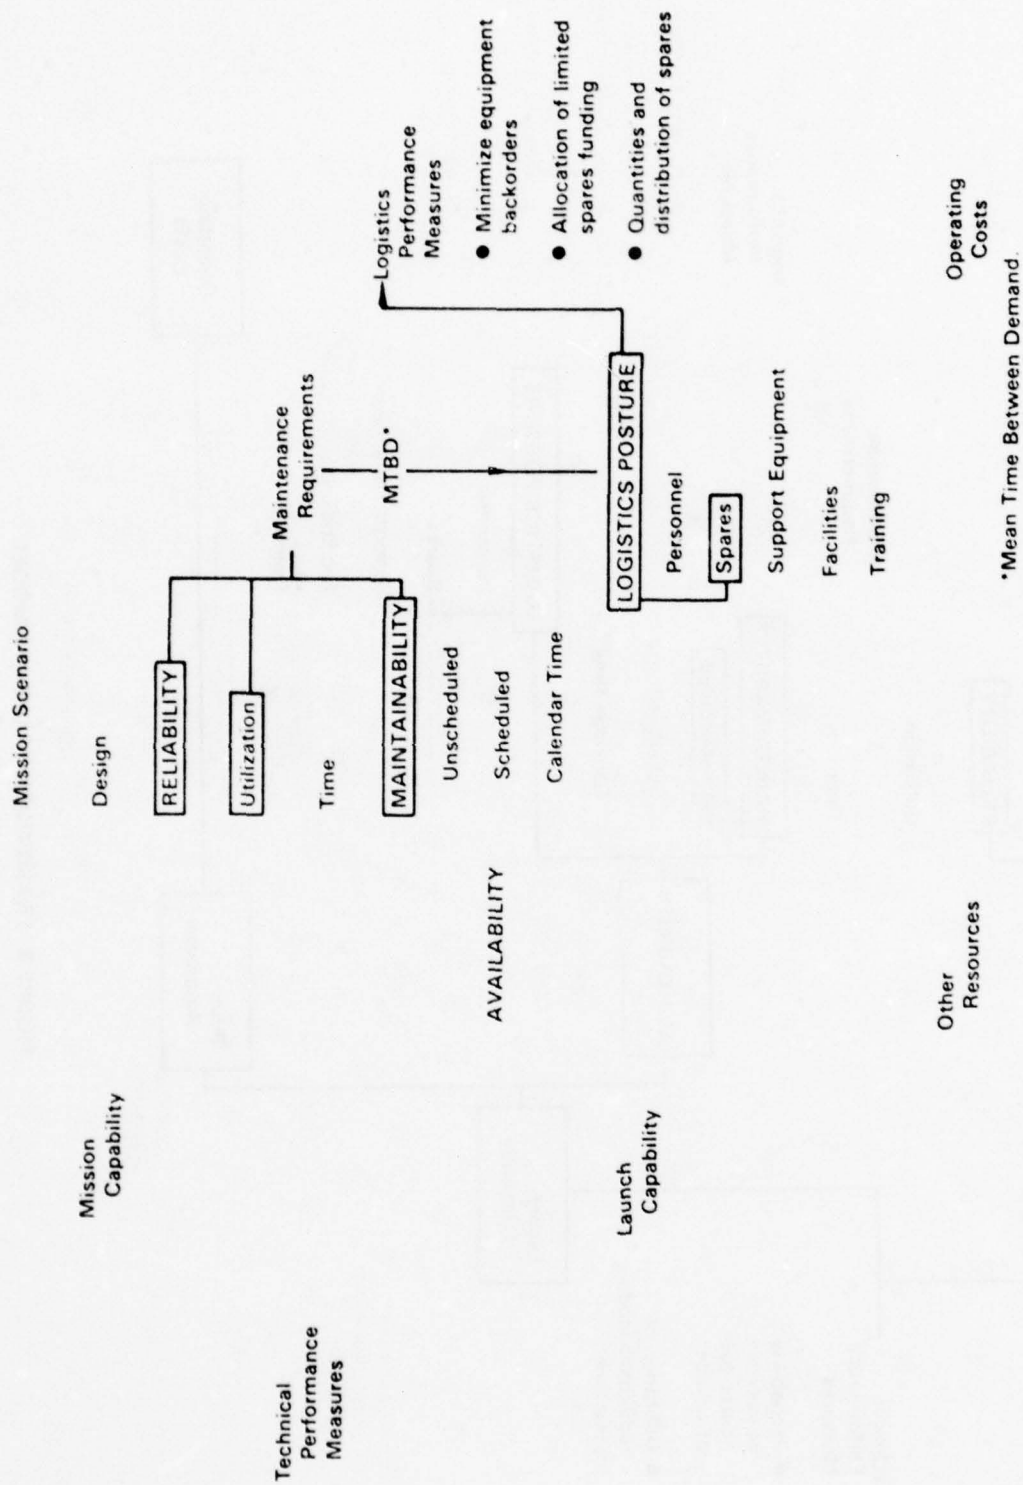 Mission Scenario
Mission
Capability
Design
RELIABILITY
Utilization
Time
MAINTAINABILITY
Unscheduled
Scheduled
Calendar Time
Maintenance
Requirements
MTBD*
Technical
Performance
Measures
AVAILABILITY
Launch
Capability
LOGISTICS POSTURE
Personnel
Spares
Support Equipment
Facilities
Training
Logistics
Performance
Measures
● Minimize equipment
backorders
● Allocation of limited
spares funding
● Quantities and
distribution of spares
Other
Resources
Operating
Costs
*Mean Time Between Demand.